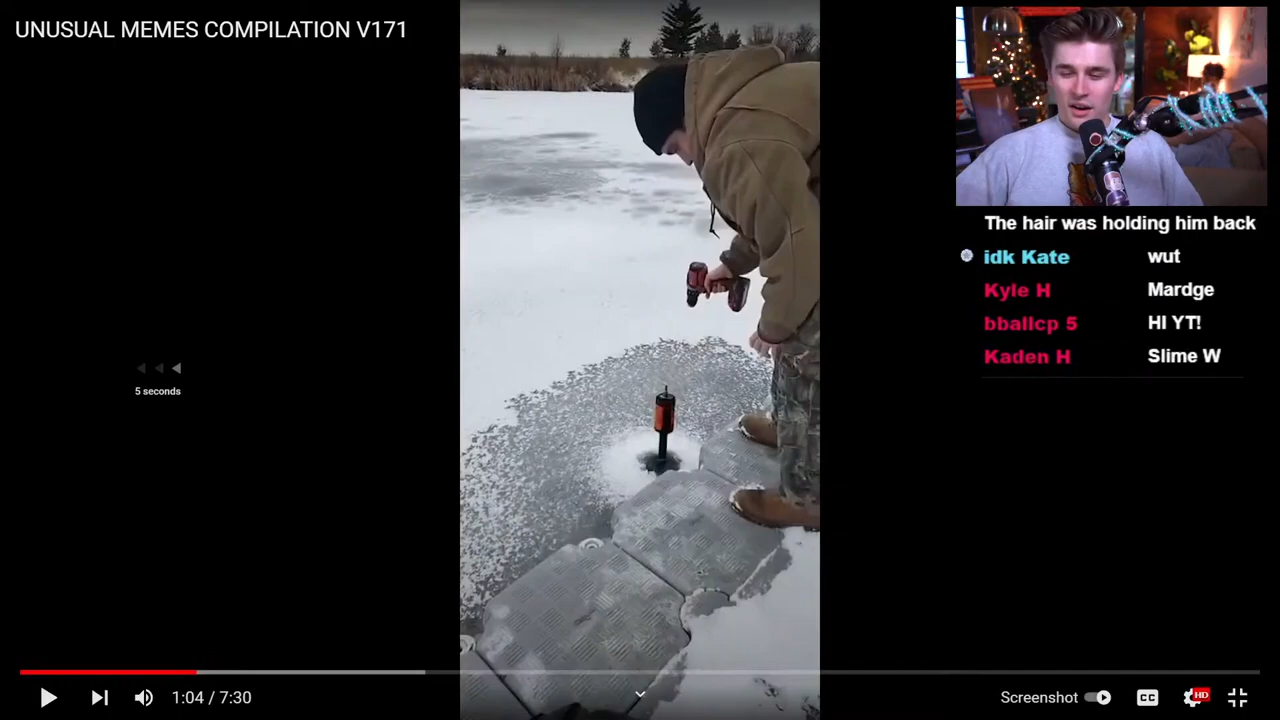 UNUSUAL MEMES COMPILATION V171
The hair was holding him back
idk Kate wut
Kyle H Mardge
bballcp 5 HI YT!
Kaden H Slime W
5 seconds
1:04 / 7:30
Screenshot
CC
HD